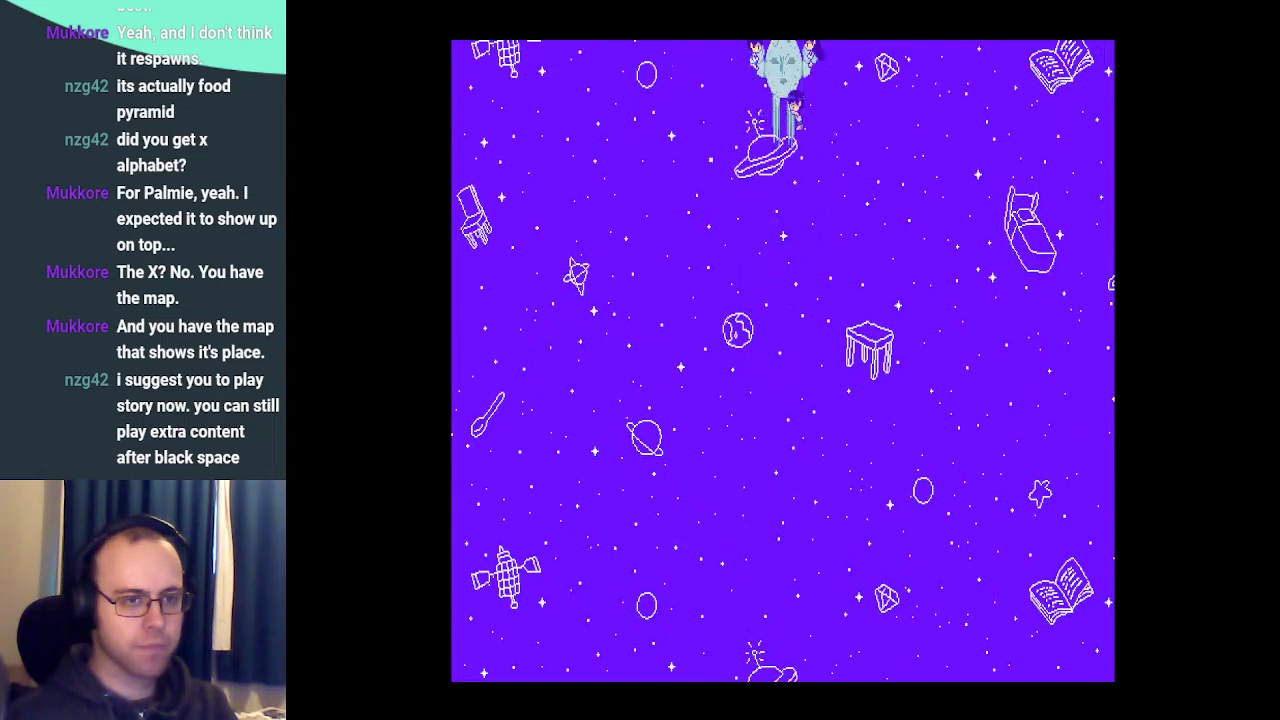 Mukkore Yeah, and I don't think
it respawns.
nzg42 its actually food
pyramid
nzg42 did you get x
alphabet?
Mukkore For Palmie, yeah. I
expected it to show up
on top...
Mukkore The X? No. You have
the map.
Mukkore And you have the map
that shows it's place.
nzg42 i suggest you to play
story now. you can still
play extra content
after black space